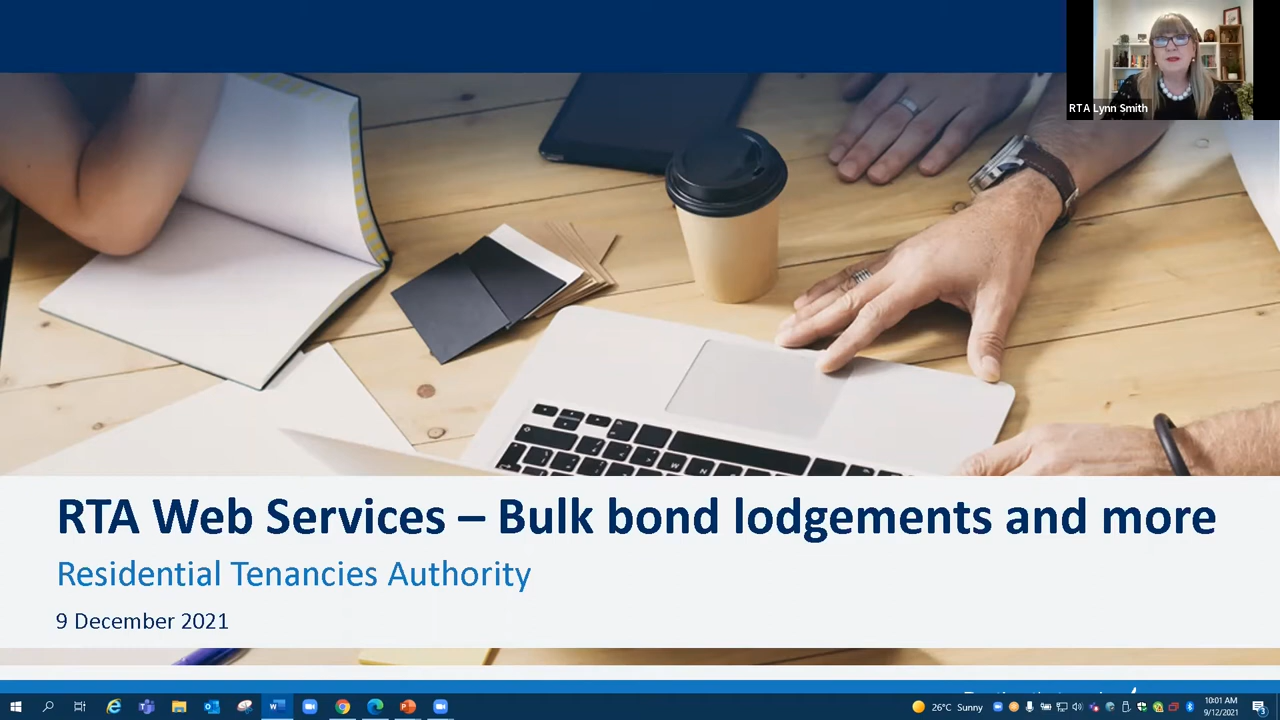 RTA Lynn Smith
RTA Web Services – Bulk bond lodgements and more
Residential Tenancies Authority
9 December 2021
26°C Sunny
10:01 AM
9/12/2021